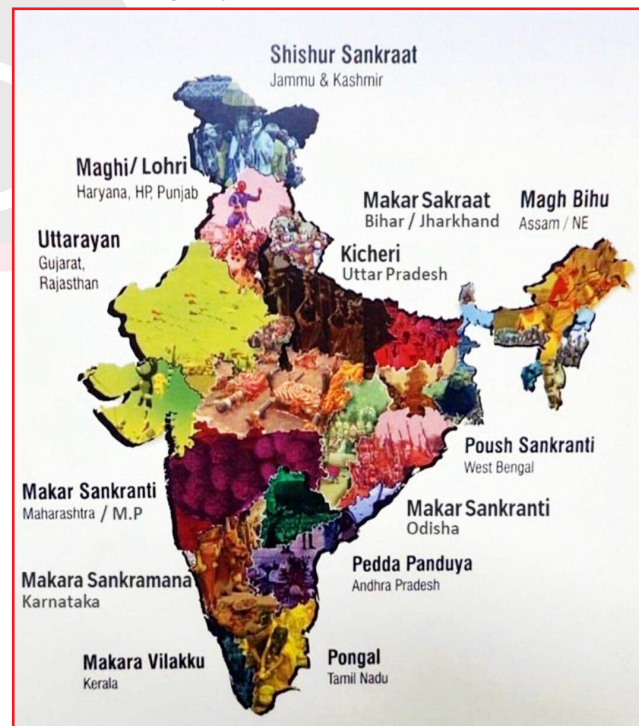 Shishur Sankraat
Jammu & Kashmir
Maghi/ Lohri
Haryana, HP, Punjab
Makar Sakraat
Bihar / Jharkhand
Magh Bihu
Assam / NE
Uttarayan
Gujarat,
Rajasthan
Kicheri
Uttar Pradesh
Poush Sankranti
West Bengal
Makar Sankranti
Maharashtra / M.P
Makar Sankranti
Odisha
Pedda Panduya
Andhra Pradesh
Makara Sankramana
Karnataka
Makara Vilakku
Kerala
Pongal
Tamil Nadu